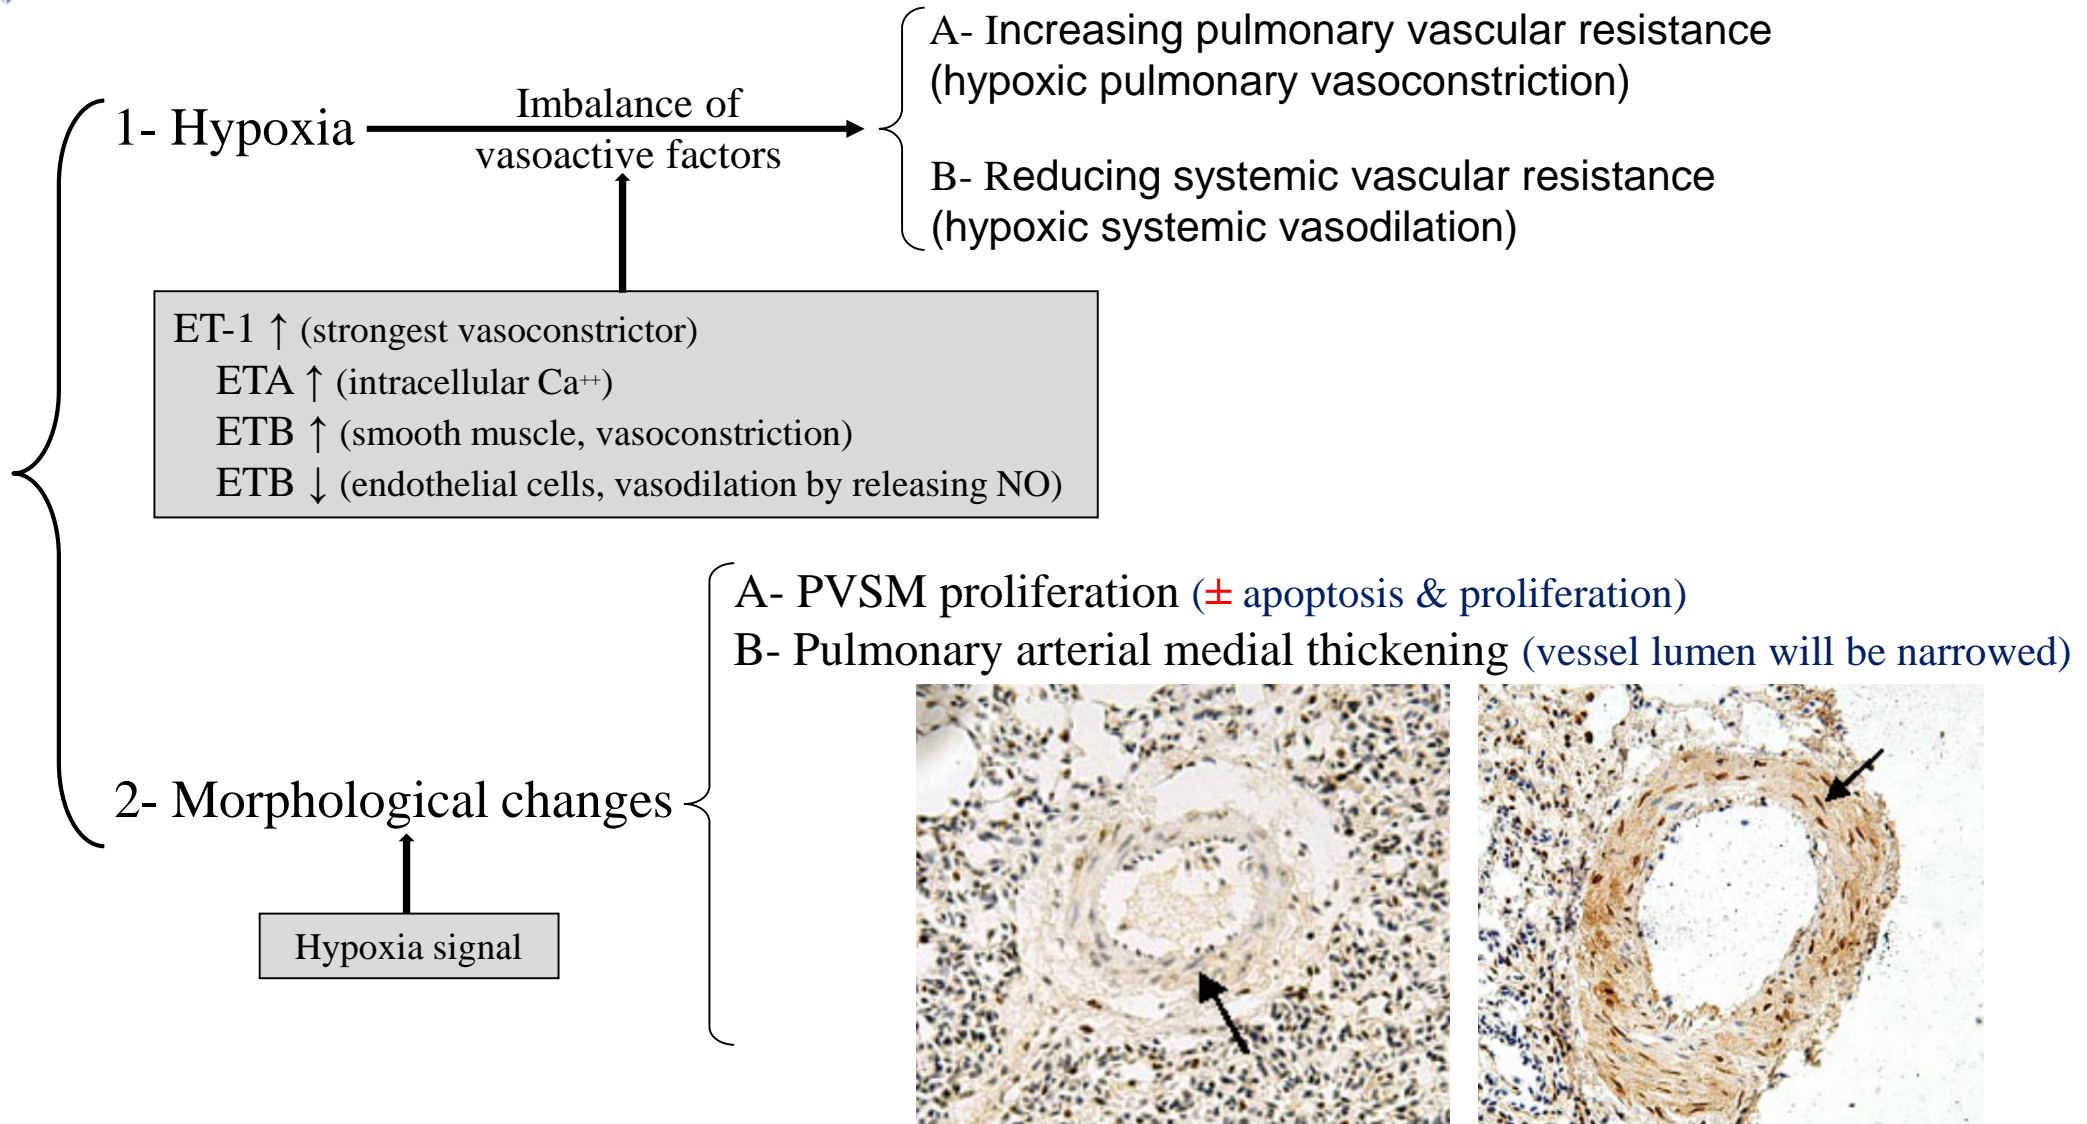 A- Increasing pulmonary vascular resistance
(hypoxic pulmonary vasoconstriction)
1- Hypoxia
Imbalance of
vasoactive factors
B- Reducing systemic vascular resistance
(hypoxic systemic vasodilation)
ET-1 ↑ (strongest vasoconstrictor)
ETA ↑ (intracellular Ca⁺⁺)
ETB ↑ (smooth muscle, vasoconstriction)
ETB ↓ (endothelial cells, vasodilation by releasing NO)
A- PVSM proliferation (± apoptosis & proliferation)
B- Pulmonary arterial medial thickening (vessel lumen will be narrowed)
2- Morphological changes
Hypoxia signal